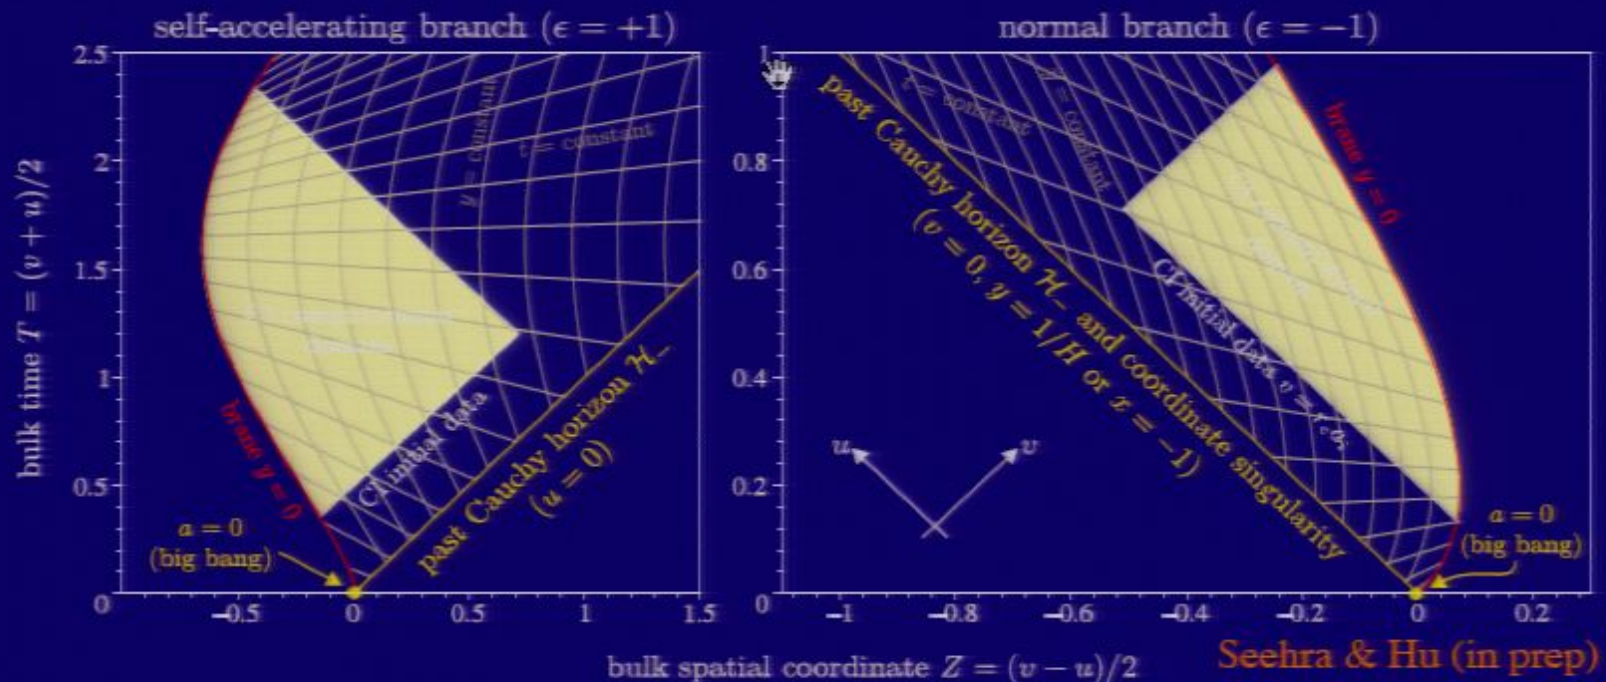 self-accelerating branch (ϵ = +1)
2.5
2
1.5
1
0.5
0
bulk time T = (v + u)/2
y = constant
t = constant
brane y = 0
CI initial data
past Cauchy horizon ℋ₋
(u = 0)
a = 0
(big bang)
−0.5
0
0.5
1
1.5
normal branch (ϵ = −1)
1
0.8
0.6
0.4
0.2
0
t = constant
y = constant
brane y = 0
past Cauchy horizon ℋ₋ and coordinate singularity
(v = 0, y = 1/H or x = −1)
CI initial data
u
v
a = 0
(big bang)
−1
−0.8
−0.6
−0.4
−0.2
0
0.2
bulk spatial coordinate Z = (v − u)/2
Seehra & Hu (in prep)